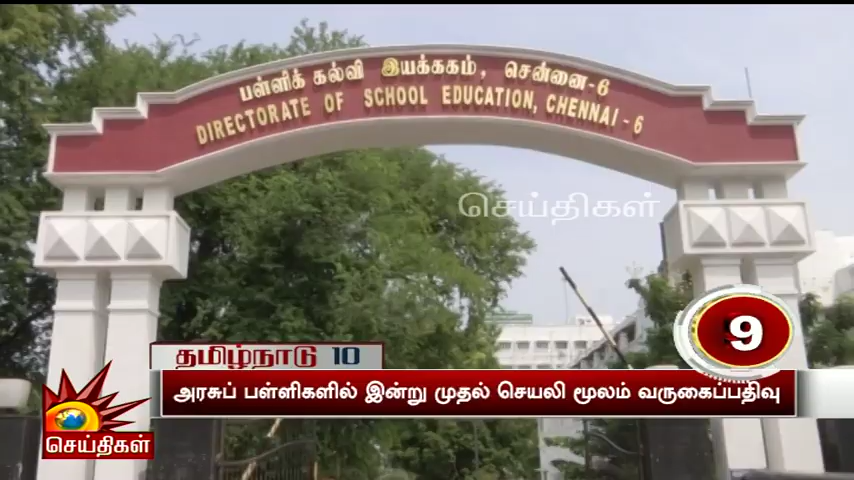 பள்ளிக் கல்வி இயக்ககம், சென்னை-6
DIRECTORATE OF SCHOOL EDUCATION, CHENNAI - 6
செய்திகள்
9
தமிழ்நாடு 10
அரசுப் பள்ளிகளில் இன்று முதல் செயலி மூலம் வருகைப்பதிவு
செய்திகள்